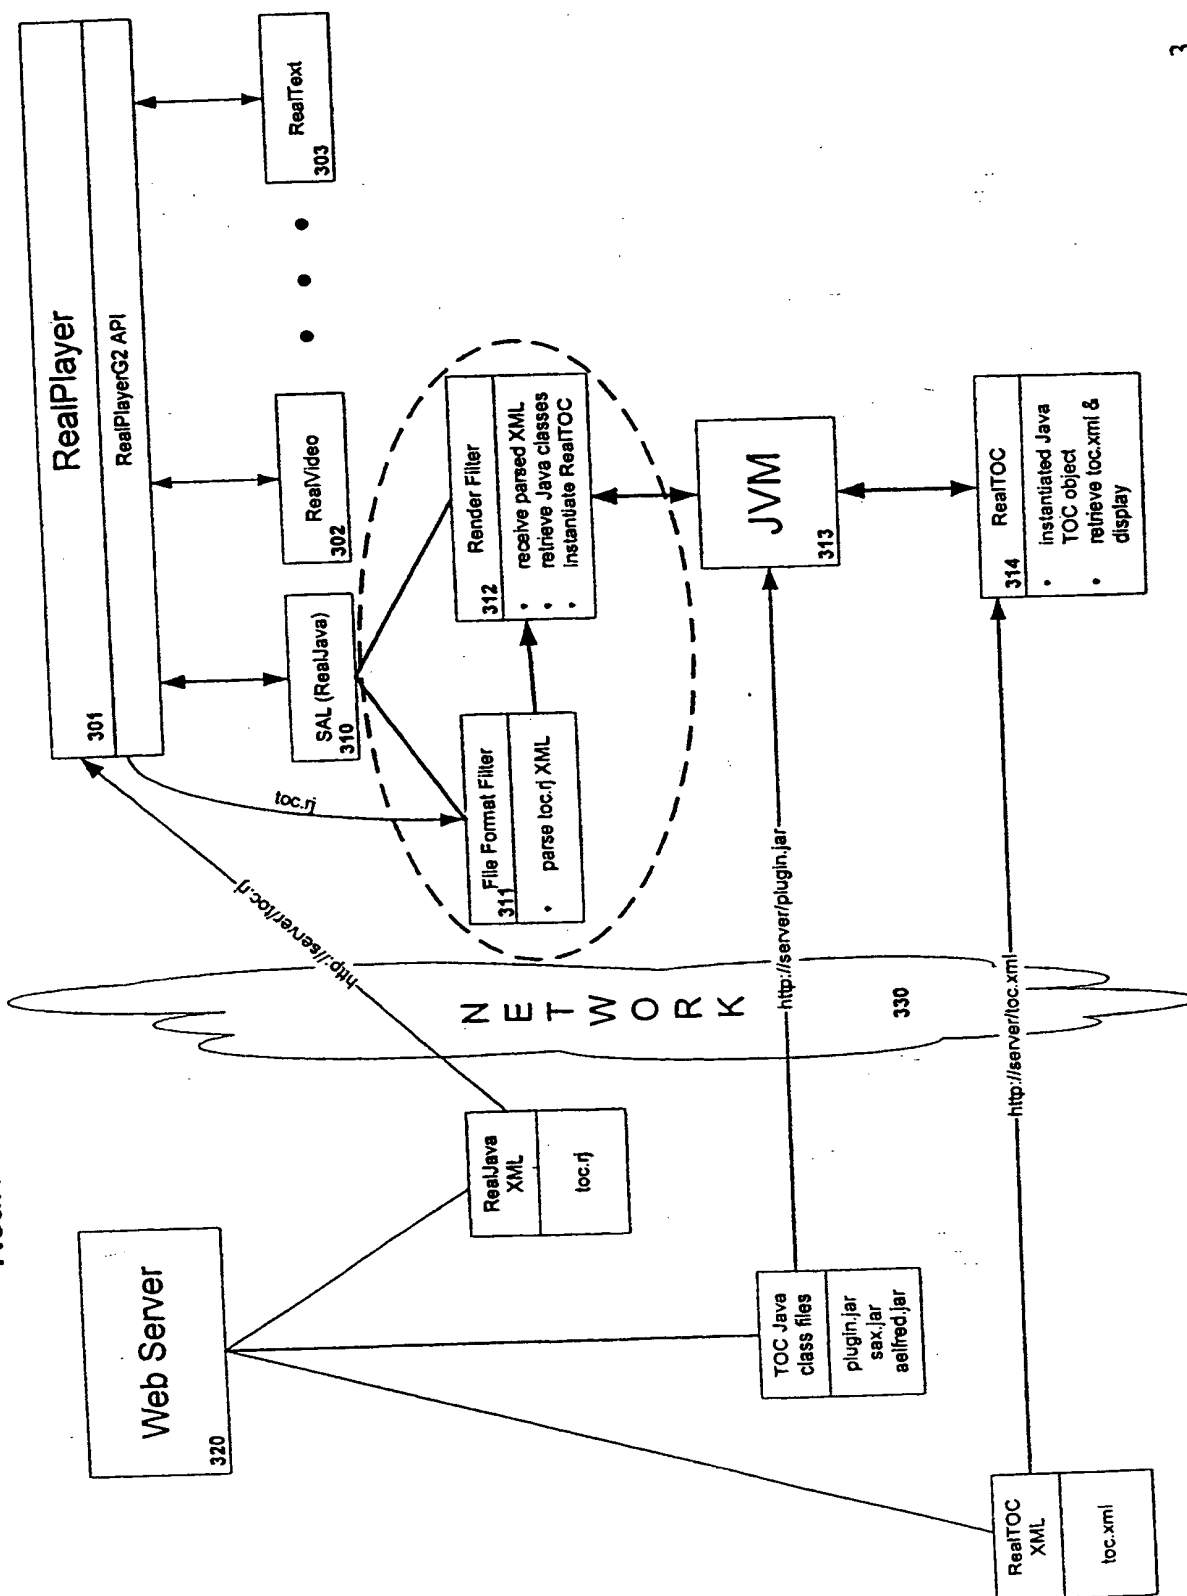 Web Server
320
RealJava
XML
toc.rj
TOC Java
class files
plugin.jar
sax.jar
aelfred.jar
RealTOC
XML
toc.xml
http://server/toc.rj
http://server/plugin.jar
http://server/toc.xml
NETWORK
330
RealPlayer
301
RealPlayerG2 API
toc.rj
SAL (RealJava)
310
RealVideo
302
RealText
303
File Format Filter
311
• parse toc.rj XML
Render Filter
312
• receive parsed XML
• retrieve Java classes
• instantiate RealTOC
JVM
313
RealTOC
314
• instantiated Java
TOC object
• retrieve toc.xml &
display